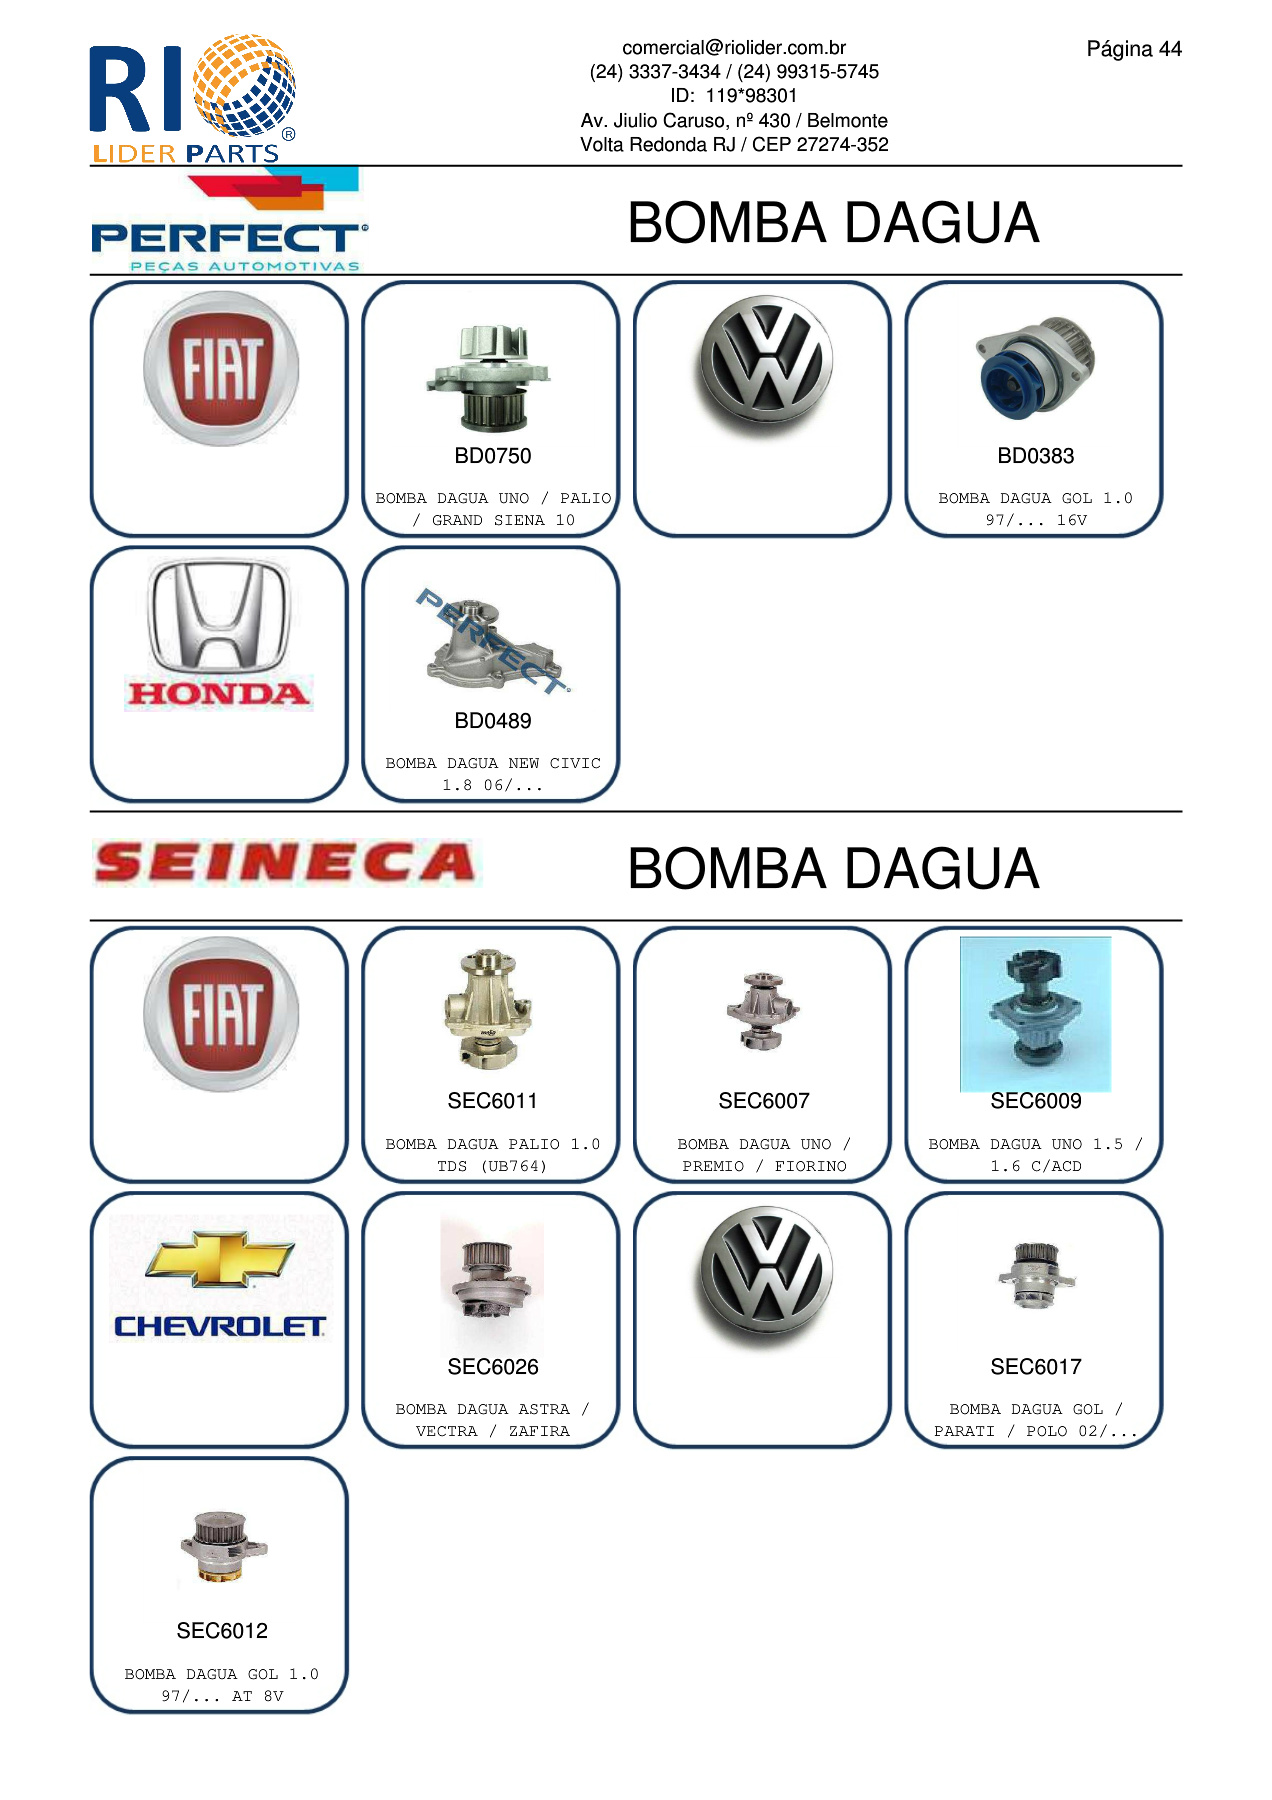 RIO
LIDER PARTS
®
comercial@riolider.com.br
(24) 3337-3434 / (24) 99315-5745
ID: 119*98301
Av. Jiulio Caruso, nº 430 / Belmonte
Volta Redonda RJ / CEP 27274-352
Página 44
PERFECT®
PEÇAS AUTOMOTIVAS
BOMBA DAGUA
FIAT
BD0750
BOMBA DAGUA UNO / PALIO
/ GRAND SIENA 10
VW
BD0383
BOMBA DAGUA GOL 1.0
97/... 16V
HONDA
PERFECT®
BD0489
BOMBA DAGUA NEW CIVIC
1.8 06/...
SEINECA
BOMBA DAGUA
FIAT
SEC6011
BOMBA DAGUA PALIO 1.0
TDS (UB764)
SEC6007
BOMBA DAGUA UNO /
PREMIO / FIORINO
SEC6009
BOMBA DAGUA UNO 1.5 /
1.6 C/ACD
CHEVROLET
SEC6026
BOMBA DAGUA ASTRA /
VECTRA / ZAFIRA
VW
SEC6017
BOMBA DAGUA GOL /
PARATI / POLO 02/...
SEC6012
BOMBA DAGUA GOL 1.0
97/... AT 8V